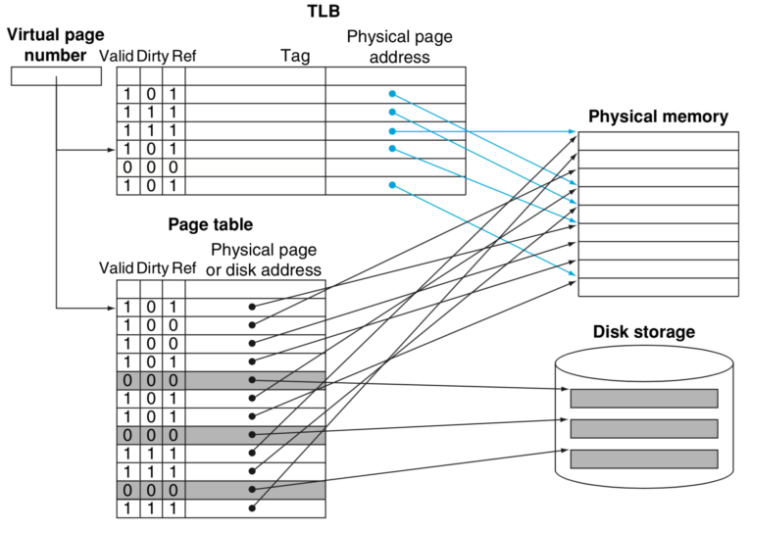 TLB
Virtual page
number
Valid Dirty Ref
Tag
Physical page
address
1 0 1
1 1 1
1 1 1
1 0 1
0 0 0
1 0 1
Physical memory
Page table
Physical page
or disk address
Valid Dirty Ref
1 0 1
1 0 0
1 0 0
1 0 1
0 0 0
1 0 1
1 0 1
0 0 0
1 1 1
1 1 1
0 0 0
1 1 1
Disk storage